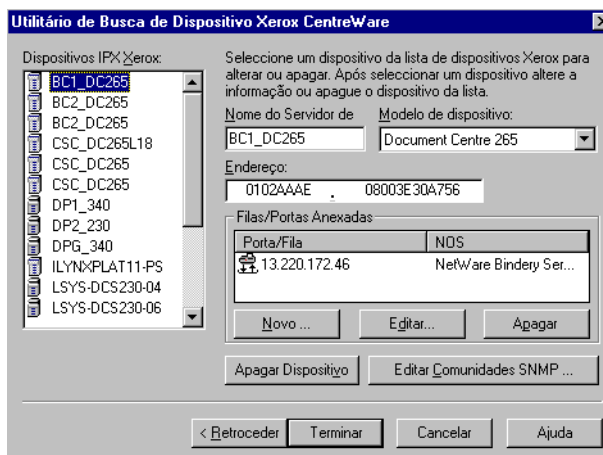 Utilitário de Busca de Dispositivo Xerox CentreWare
Dispositivos IPX Xerox:
BC1_DC265
BC2_DC265
BC2_DC265
CSC_DC265L18
CSC_DC265
CSC_DC265
DP1_340
DP2_230
DPG_340
ILYNXPLAT11-PS
LSYS-DCS230-04
LSYS-DCS230-06
Seleccione um dispositivo da lista de dispositivos Xerox para
alterar ou apagar. Após seleccionar um dispositivo altere a
informação ou apague o dispositivo da lista.
Nome do Servidor de
Modelo de dispositivo:
BC1_DC265
Document Centre 265
Endereço:
0102AAAE . 08003E30A756
Filas/Portas Anexadas
Porta/Fila NOS
13.220.172.46 NetWare Bindery Ser...
Novo ... Editar... Apagar
Apagar Dispositivo Editar Comunidades SNMP ...
< Retroceder Terminar Cancelar Ajuda